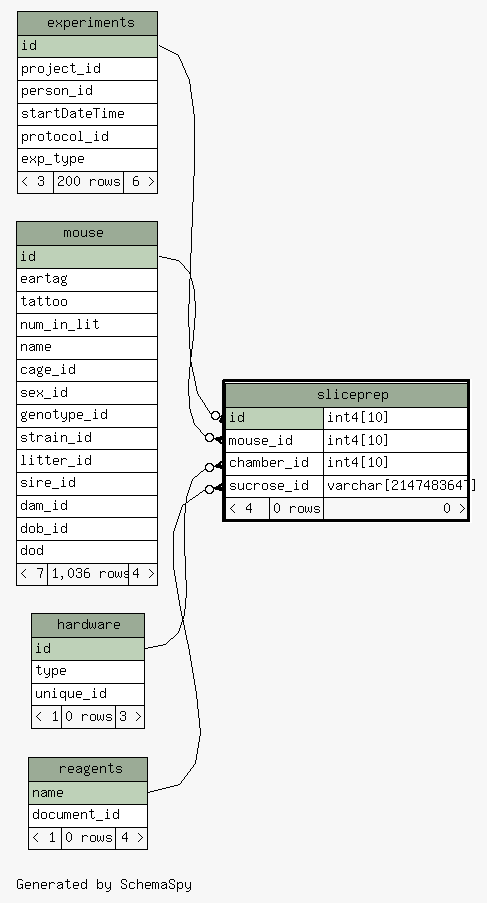 experiments
id
project_id
person_id
startDateTime
protocol_id
exp_type
< 3 200 rows 6 >
mouse
id
eartag
tattoo
num_in_lit
name
cage_id
sex_id
genotype_id
strain_id
litter_id
sire_id
dam_id
dob_id
dod
< 7 1,036 rows 4 >
sliceprep
id int4[10]
mouse_id int4[10]
chamber_id int4[10]
sucrose_id varchar[2147483647]
< 4 0 rows 0 >
hardware
id
type
unique_id
< 1 0 rows 3 >
reagents
name
document_id
< 1 0 rows 4 >
Generated by SchemaSpy